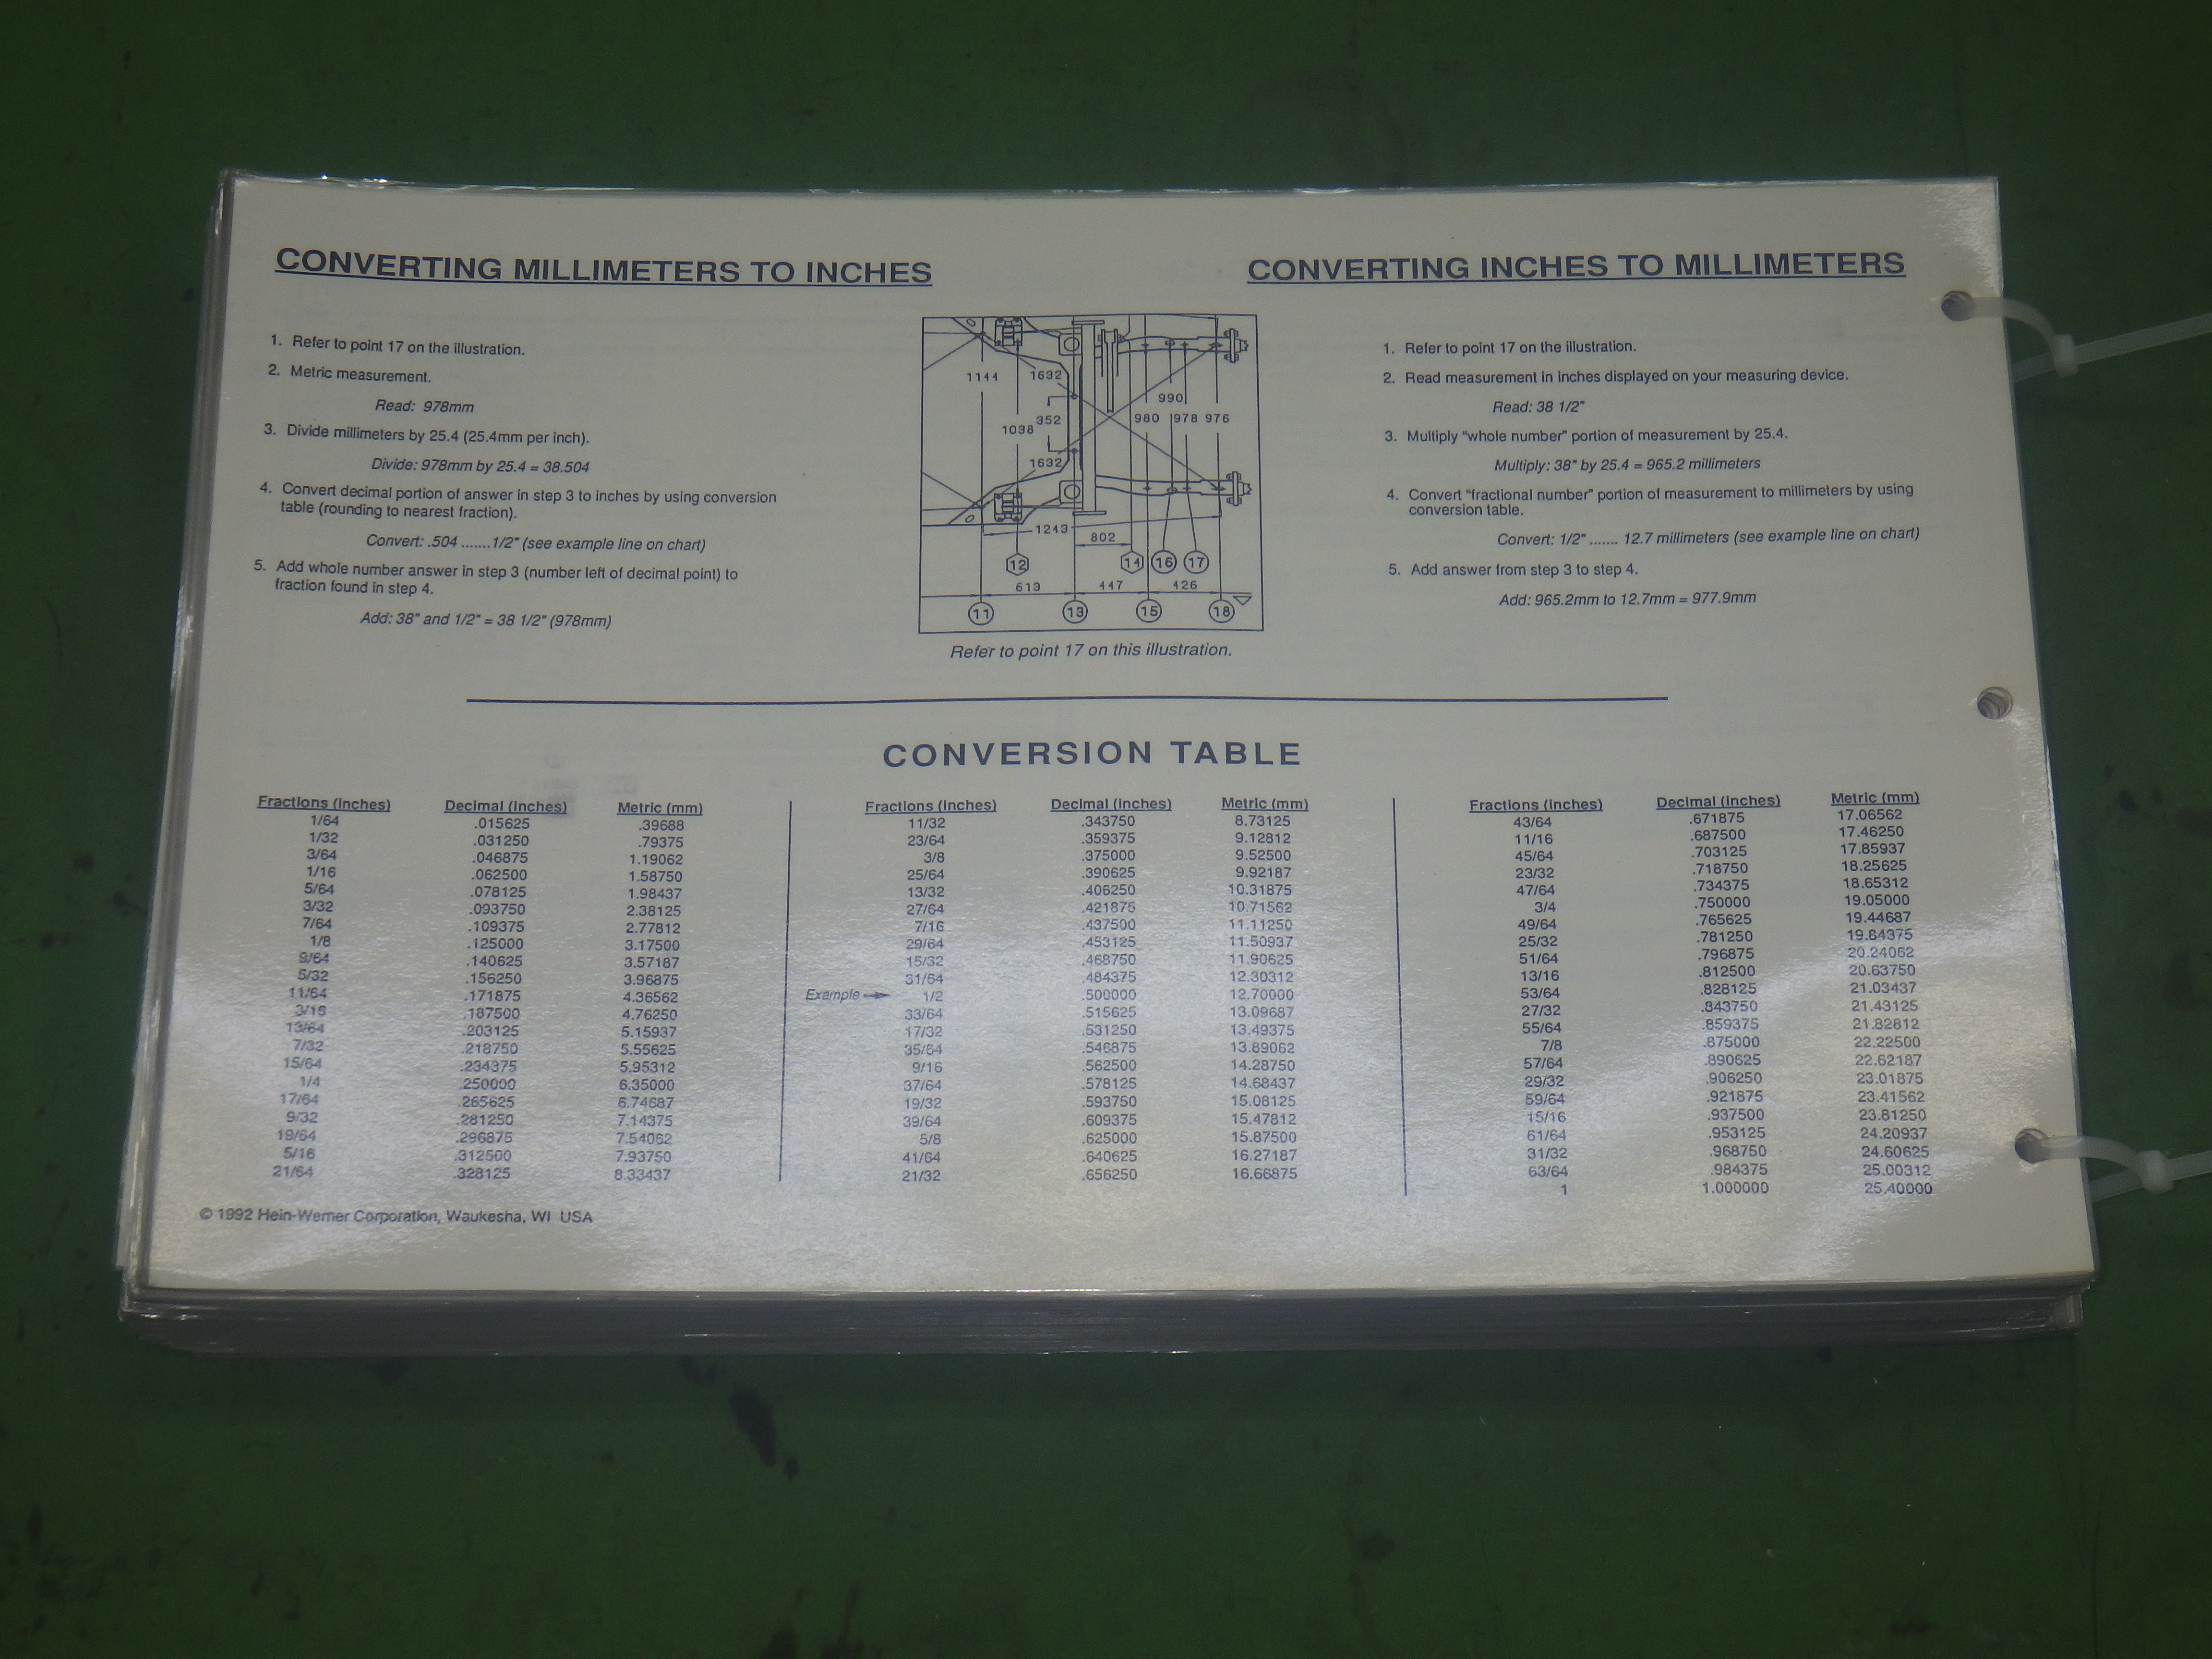 CONVERTING MILLIMETERS TO INCHES
1. Refer to point 17 on the illustration.
2. Metric measurement.
Read: 978mm
3. Divide millimeters by 25.4 (25.4mm per inch).
Divide: 978mm by 25.4 = 38.504
4. Convert decimal portion of answer in step 3 to inches by using conversion
table (rounding to nearest fraction).
Convert: .504 .......1/2" (see example line on chart)
5. Add whole number answer in step 3 (number left of decimal point) to
fraction found in step 4.
Add: 38" and 1/2" = 38 1/2" (978mm)
1144
1632
990
352
980 978 976
1038
1632
1243
802
12 14 16 17
613 447 426
11 13 15 18
Refer to point 17 on this illustration.
CONVERTING INCHES TO MILLIMETERS
1. Refer to point 17 on the illustration.
2. Read measurement in inches displayed on your measuring device.
Read: 38 1/2"
3. Multiply "whole number" portion of measurement by 25.4.
Multiply: 38" by 25.4 = 965.2 millimeters
4. Convert "fractional number" portion of measurement to millimeters by using
conversion table.
Convert: 1/2" ....... 12.7 millimeters (see example line on chart)
5. Add answer from step 3 to step 4.
Add: 965.2mm to 12.7mm = 977.9mm
CONVERSION TABLE
Fractions (inches) Decimal (inches) Metric (mm)
1/64 .015625 .39688
1/32 .031250 .79375
3/64 .046875 1.19062
1/16 .062500 1.58750
5/64 .078125 1.98437
3/32 .093750 2.38125
7/64 .109375 2.77812
1/8 .125000 3.17500
9/64 .140625 3.57187
5/32 .156250 3.96875
11/64 .171875 4.36562
3/16 .187500 4.76250
13/64 .203125 5.15937
7/32 .218750 5.55625
15/64 .234375 5.95312
1/4 .250000 6.35000
17/64 .265625 6.74687
9/32 .281250 7.14375
19/64 .296875 7.54062
5/16 .312500 7.93750
21/64 .328125 8.33437
Fractions (inches) Decimal (inches) Metric (mm)
11/32 .343750 8.73125
23/64 .359375 9.12812
3/8 .375000 9.52500
25/64 .390625 9.92187
13/32 .406250 10.31875
27/64 .421875 10.71562
7/16 .437500 11.11250
29/64 .453125 11.50937
15/32 .468750 11.90625
31/64 .484375 12.30312
Example 1/2 .500000 12.70000
33/64 .515625 13.09687
17/32 .531250 13.49375
35/64 .546875 13.89062
9/16 .562500 14.28750
37/64 .578125 14.68437
19/32 .593750 15.08125
39/64 .609375 15.47812
5/8 .625000 15.87500
41/64 .640625 16.27187
21/32 .656250 16.66875
Fractions (inches) Decimal (inches) Metric (mm)
43/64 .671875 17.06562
11/16 .687500 17.46250
45/64 .703125 17.85937
23/32 .718750 18.25625
47/64 .734375 18.65312
3/4 .750000 19.05000
49/64 .765625 19.44687
25/32 .781250 19.84375
51/64 .796875 20.24062
13/16 .812500 20.63750
53/64 .828125 21.03437
27/32 .843750 21.43125
55/64 .859375 21.82812
7/8 .875000 22.22500
57/64 .890625 22.62187
29/32 .906250 23.01875
59/64 .921875 23.41562
15/16 .937500 23.81250
61/64 .953125 24.20937
31/32 .968750 24.60625
63/64 .984375 25.00312
1 1.000000 25.40000
© 1992 Hein-Werner Corporation, Waukesha, WI USA